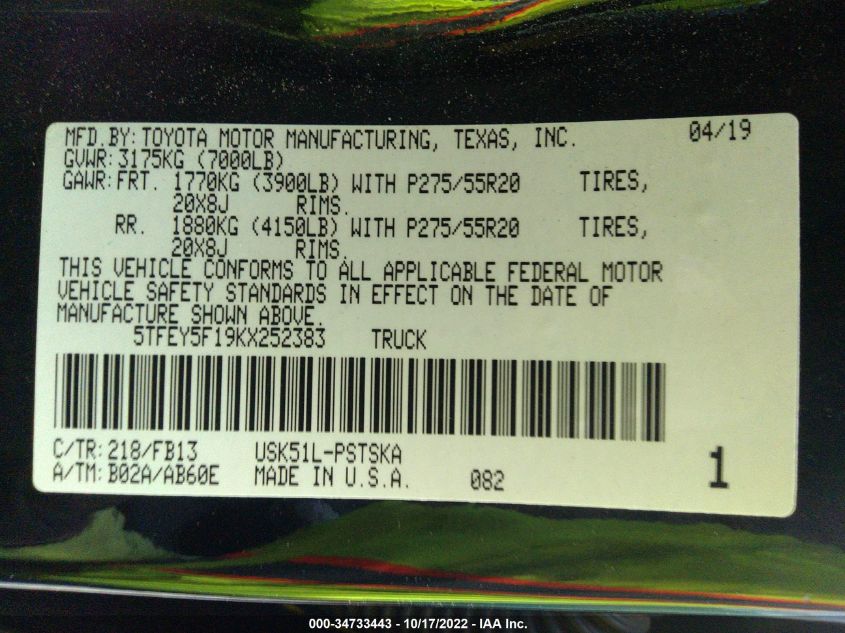 MFD.BY:TOYOTA MOTOR MANUFACTURING, TEXAS, INC. 04/19
GVWR:3175KG (7000LB)
GAWR:FRT. 1770KG (3900LB) WITH P275/55R20 TIRES,
20X8J RIMS.
RR. 1880KG (4150LB) WITH P275/55R20 TIRES,
20X8J RIMS.
THIS VEHICLE CONFORMS TO ALL APPLICABLE FEDERAL MOTOR
VEHICLE SAFETY STANDARDS IN EFFECT ON THE DATE OF
MANUFACTURE SHOWN ABOVE.
5TFEY5F19KX252383 TRUCK
C/TR:218/FB13 USK51L-PSTSKA
A/TM:B02A/AB60E MADE IN U.S.A. 082 1
000-34733443 - 10/17/2022 - IAA Inc.